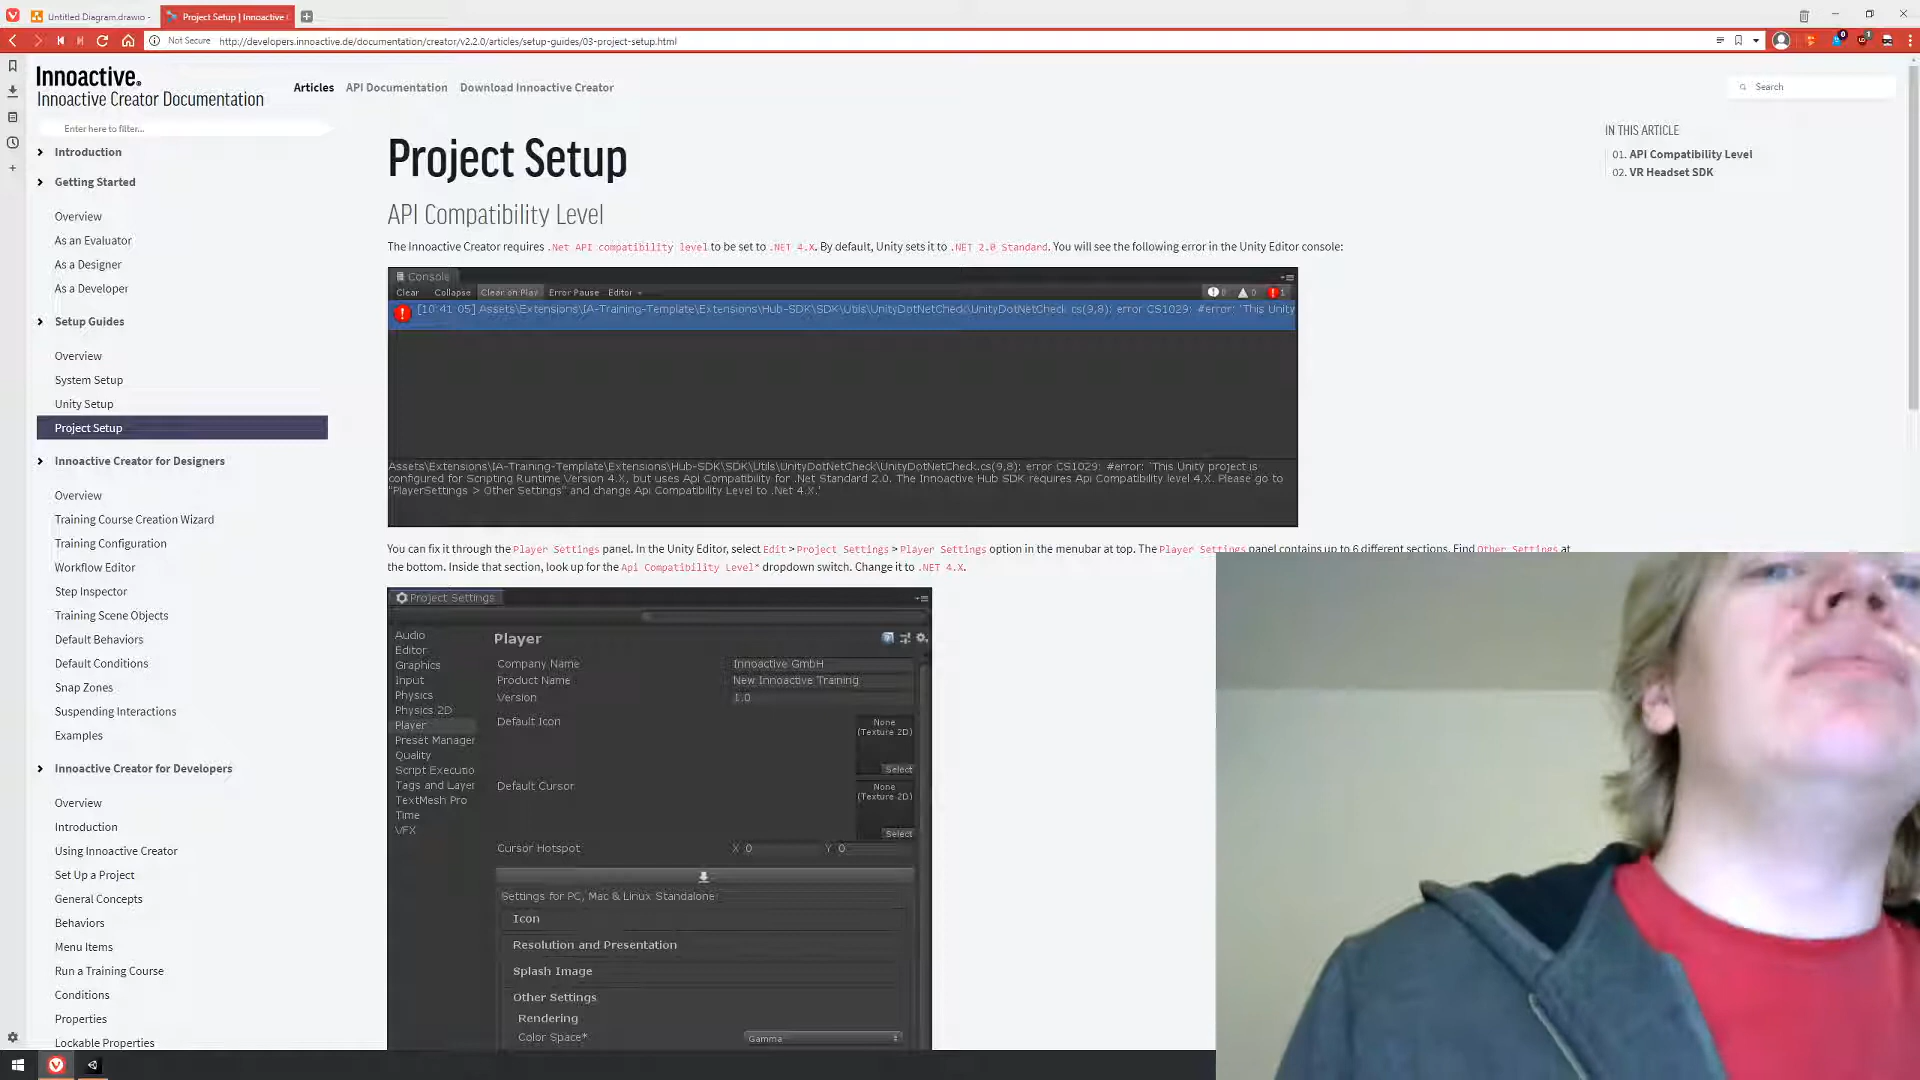 Untitled Diagram.drawio
Project Setup | Innoactive
Not Secure http://developers.innoactive.de/documentation/creator/v2.2.0/articles/setup-guides/03-project-setup.html
Innoactive.
Innoactive Creator Documentation
Articles API Documentation Download Innoactive Creator
Search
Enter here to filter...
Introduction
Getting Started
Overview
As an Evaluator
As a Designer
As a Developer
Setup Guides
Overview
System Setup
Unity Setup
Project Setup
Innoactive Creator for Designers
Overview
Training Course Creation Wizard
Training Configuration
Workflow Editor
Step Inspector
Training Scene Objects
Default Behaviors
Default Conditions
Snap Zones
Suspending Interactions
Examples
Innoactive Creator for Developers
Overview
Introduction
Using Innoactive Creator
Set Up a Project
General Concepts
Behaviors
Menu Items
Run a Training Course
Conditions
Properties
Lockable Properties
Project Setup
API Compatibility Level
The Innoactive Creator requires .Net API compatibility level to be set to .NET 4.X. By default, Unity sets it to .NET 2.0 Standard. You will see the following error in the Unity Editor console:
Console
Clear Collapse Clear on Play Error Pause Editor
0 0 1
[10:41:05] Assets\Extensions\IA-Training-Template\Extensions\Hub-SDK\SDK\Utils\UnityDotNetCheck\UnityDotNetCheck.cs(9,8): error CS1029: #error: 'This Unity
Assets\Extensions\IA-Training-Template\Extensions\Hub-SDK\SDK\Utils\UnityDotNetCheck\UnityDotNetCheck.cs(9,8): error CS1029: #error: 'This Unity project is
configured for Scripting Runtime Version 4.X, but uses Api Compatibility for .Net Standard 2.0. The Innoactive Hub SDK requires Api Compatibility level 4.X. Please go to
"PlayerSettings > Other Settings" and change Api Compatibility Level to .Net 4.X.'
You can fix it through the Player Settings panel. In the Unity Editor, select Edit > Project Settings > Player Settings option in the menubar at top. The Player Settings panel contains up to 6 different sections. Find Other Settings at
the bottom. Inside that section, look up for the Api Compatibility Level* dropdown switch. Change it to .NET 4.X.
Project Settings
Audio
Editor
Graphics
Input
Physics
Physics 2D
Player
Preset Manager
Quality
Script Executio
Tags and Layer
TextMesh Pro
Time
VFX
Player
Company Name Innoactive GmbH
Product Name New Innoactive Training
Version 1.0
Default Icon
None
(Texture 2D)
Select
Default Cursor
None
(Texture 2D)
Select
Cursor Hotspot X 0 Y 0
Settings for PC, Mac & Linux Standalone
Icon
Resolution and Presentation
Splash Image
Other Settings
Rendering
Color Space* Gamma
IN THIS ARTICLE
01. API Compatibility Level
02. VR Headset SDK